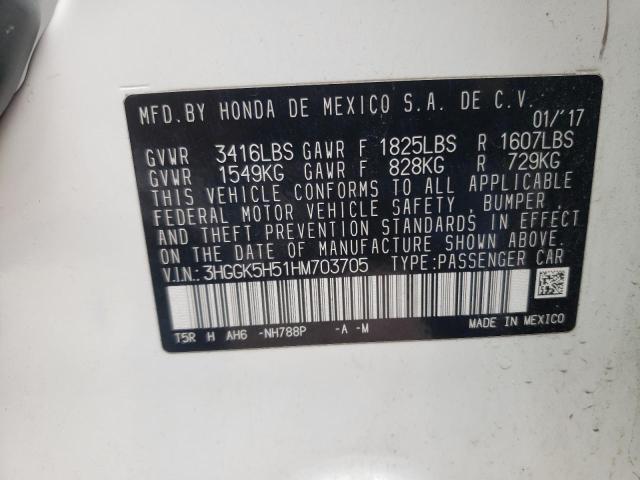 MFD.BY HONDA DE MEXICO S.A. DE C.V.
01/'17
GVWR 3416LBS GAWR F 1825LBS R 1607LBS
GVWR 1549KG GAWR F 828KG R 729KG
THIS VEHICLE CONFORMS TO ALL APPLICABLE
FEDERAL MOTOR VEHICLE SAFETY, BUMPER,
AND THEFT PREVENTION STANDARDS IN EFFECT
ON THE DATE OF MANUFACTURE SHOWN ABOVE.
V.I.N: 3HGGK5H51HM703705 TYPE:PASSENGER CAR
T5R H AH6 -NH788P -A -M
MADE IN MEXICO